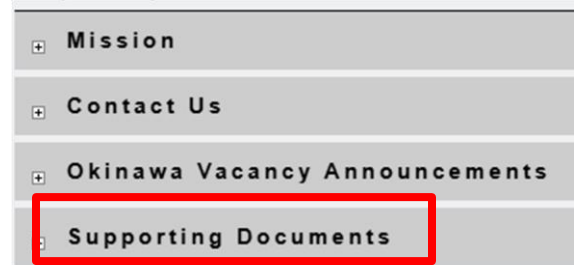 Mission
Contact Us
Okinawa Vacancy Announcements
Supporting Documents